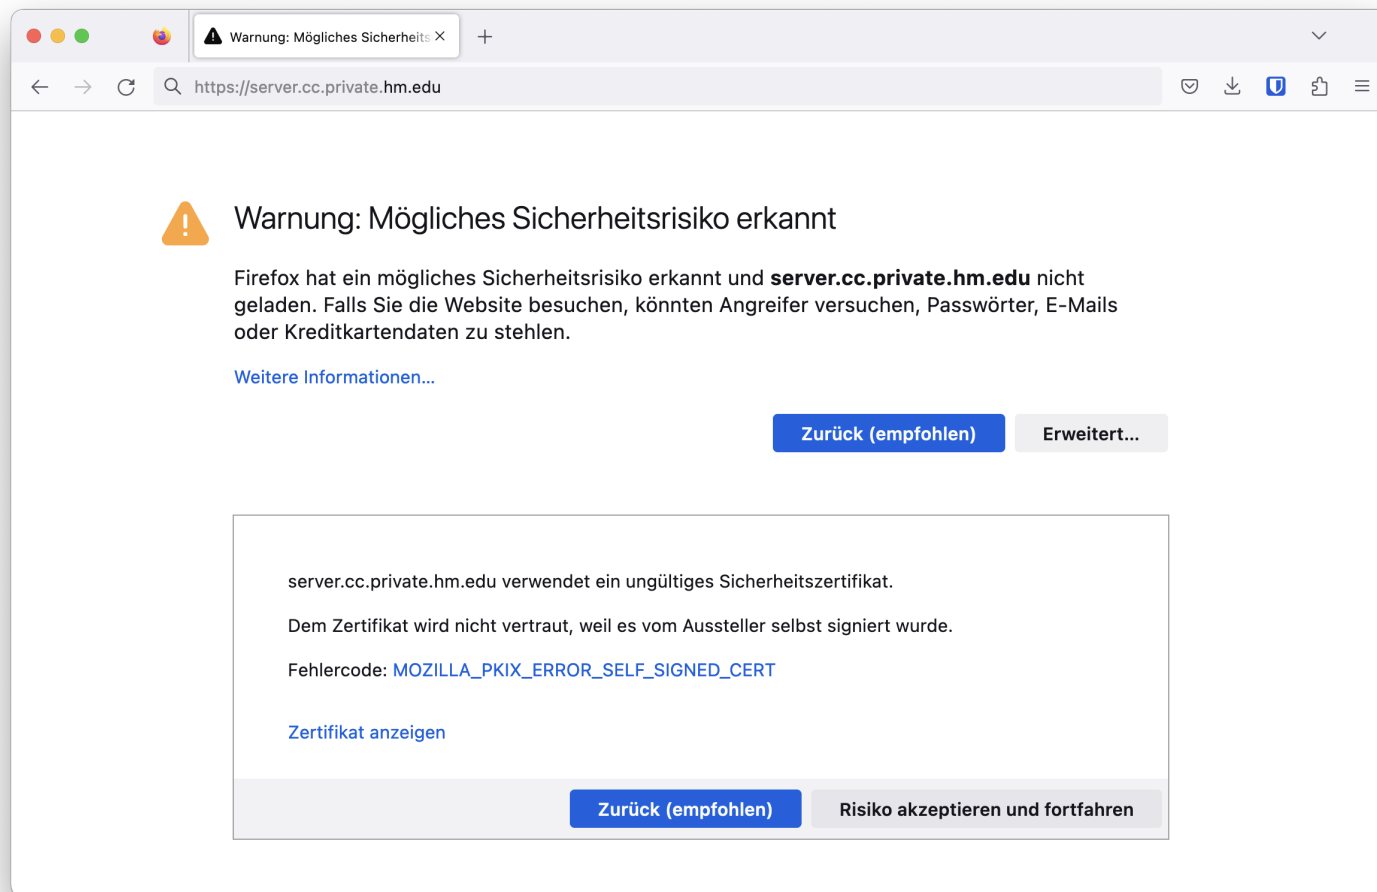 Warnung: Mögliches Sicherheits
https://server.cc.private.hm.edu
Warnung: Mögliches Sicherheitsrisiko erkannt
Firefox hat ein mögliches Sicherheitsrisiko erkannt und server.cc.private.hm.edu nicht
geladen. Falls Sie die Website besuchen, könnten Angreifer versuchen, Passwörter, E-Mails
oder Kreditkartendaten zu stehlen.
Weitere Informationen...
Zurück (empfohlen)
Erweitert...
server.cc.private.hm.edu verwendet ein ungültiges Sicherheitszertifikat.
Dem Zertifikat wird nicht vertraut, weil es vom Aussteller selbst signiert wurde.
Fehlercode: MOZILLA_PKIX_ERROR_SELF_SIGNED_CERT
Zertifikat anzeigen
Zurück (empfohlen)
Risiko akzeptieren und fortfahren